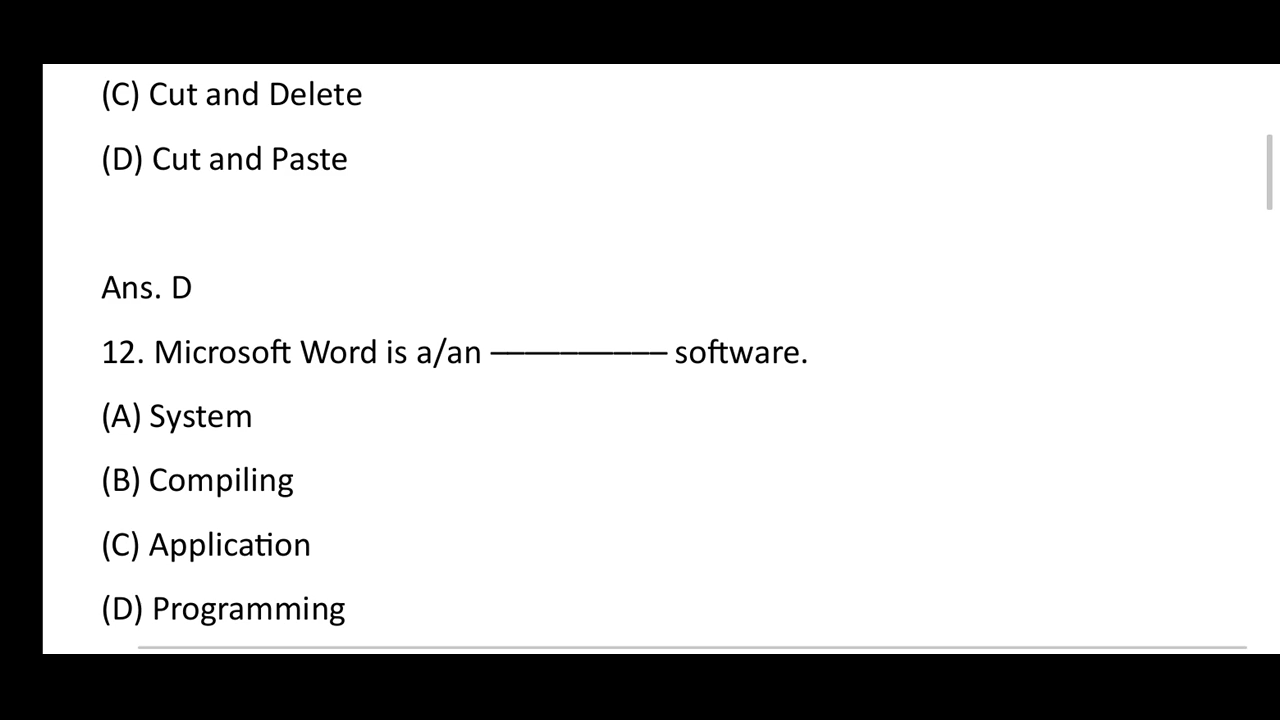 (C) Cut and Delete
(D) Cut and Paste
Ans. D
12. Microsoft Word is a/an —————— software.
(A) System
(B) Compiling
(C) Application
(D) Programming